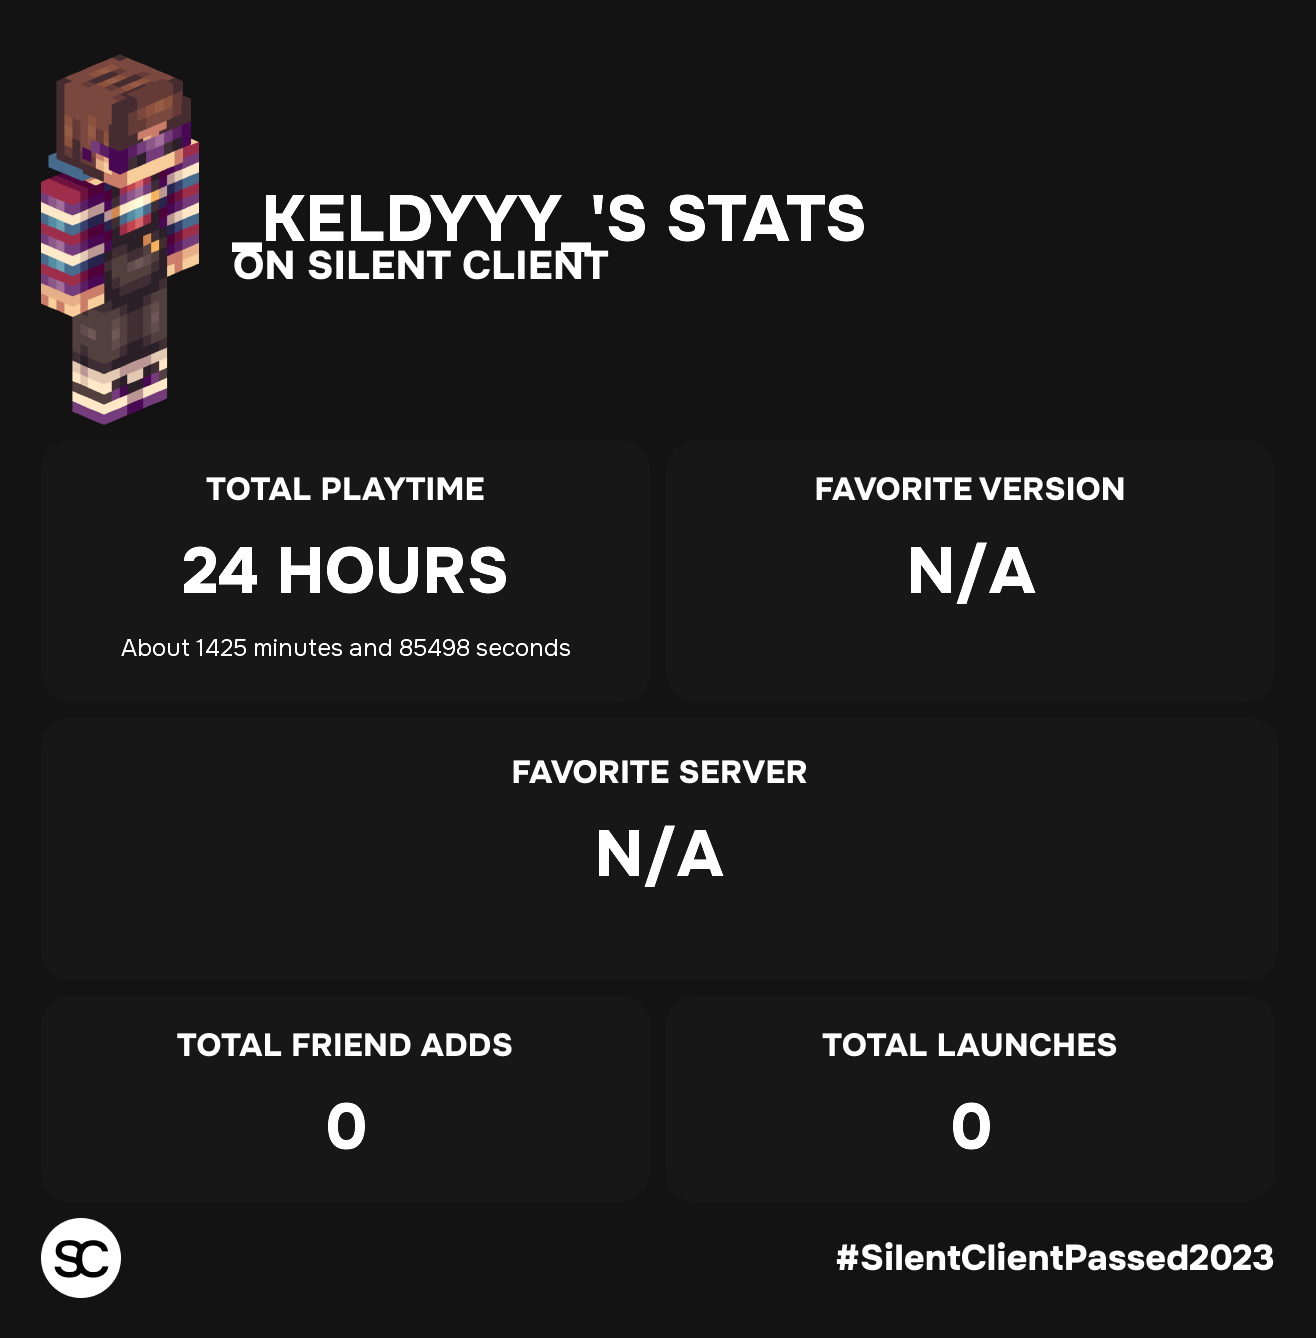 _KELDYYY_'S STATS
ON SILENT CLIENT
TOTAL PLAYTIME
24 HOURS
About 1425 minutes and 85498 seconds
FAVORITE VERSION
N/A
FAVORITE SERVER
N/A
TOTAL FRIEND ADDS
0
TOTAL LAUNCHES
0
SC
#SilentClientPassed2023